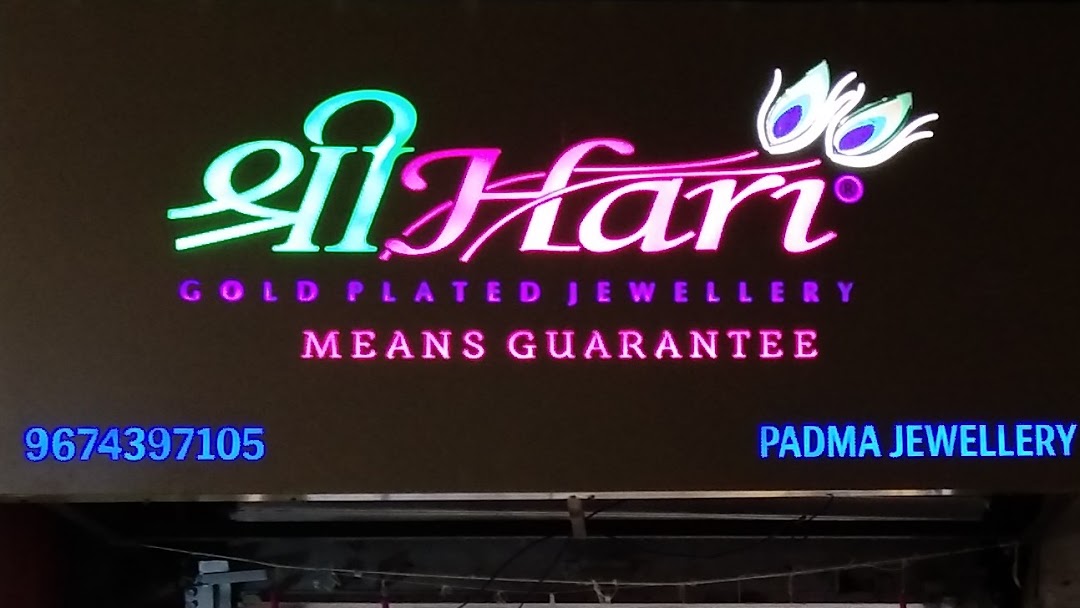 श्री Hari ®
GOLD PLATED JEWELLERY
MEANS GUARANTEE
9674397105 PADMA JEWELLERY